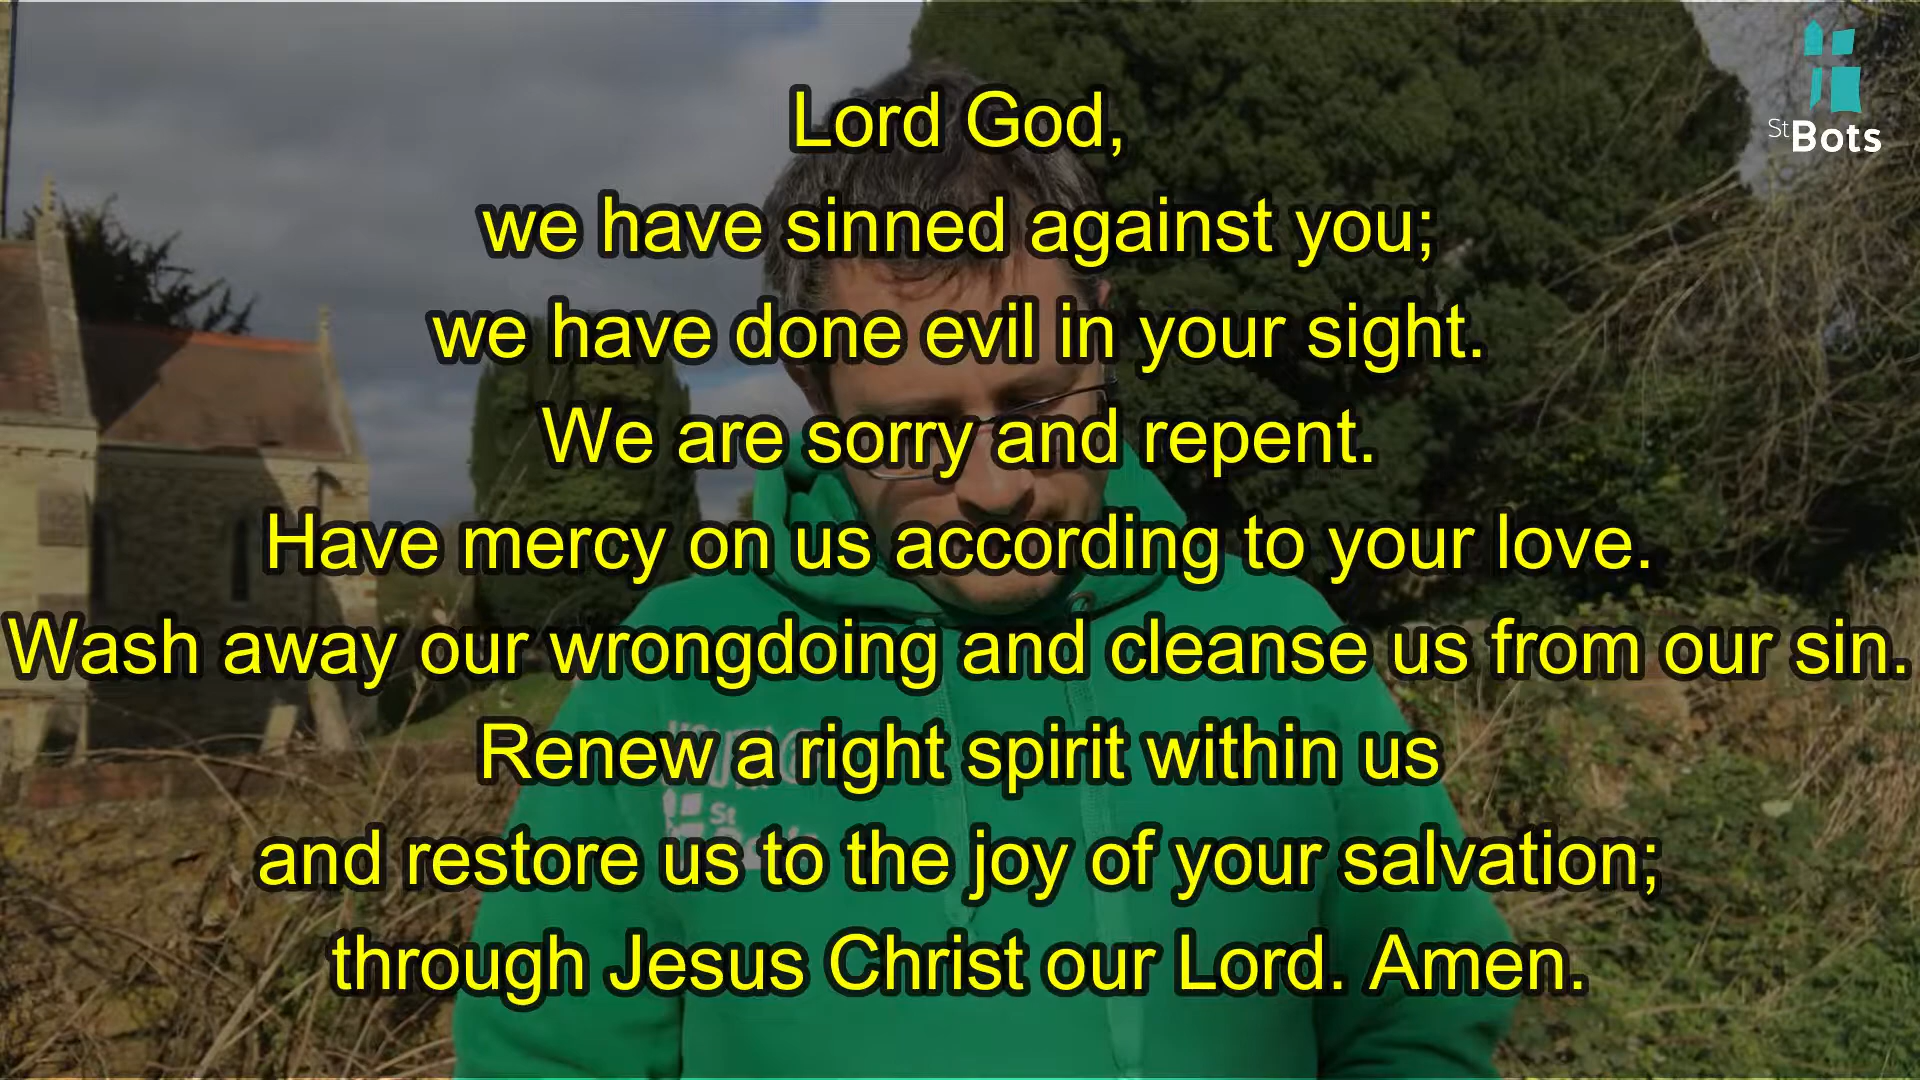 St Bots
Lord God,
we have sinned against you;
we have done evil in your sight.
We are sorry and repent.
Have mercy on us according to your love.
Wash away our wrongdoing and cleanse us from our sin.
Renew a right spirit within us
and restore us to the joy of your salvation;
through Jesus Christ our Lord. Amen.
St